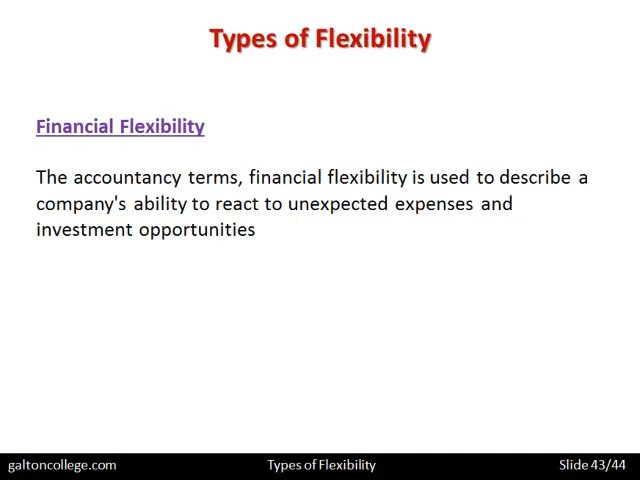 Types of Flexibility
Financial Flexibility
The accountancy terms, financial flexibility is used to describe a
company's ability to react to unexpected expenses and
investment opportunities
galtoncollege.com
Types of Flexibility
Slide 43/44